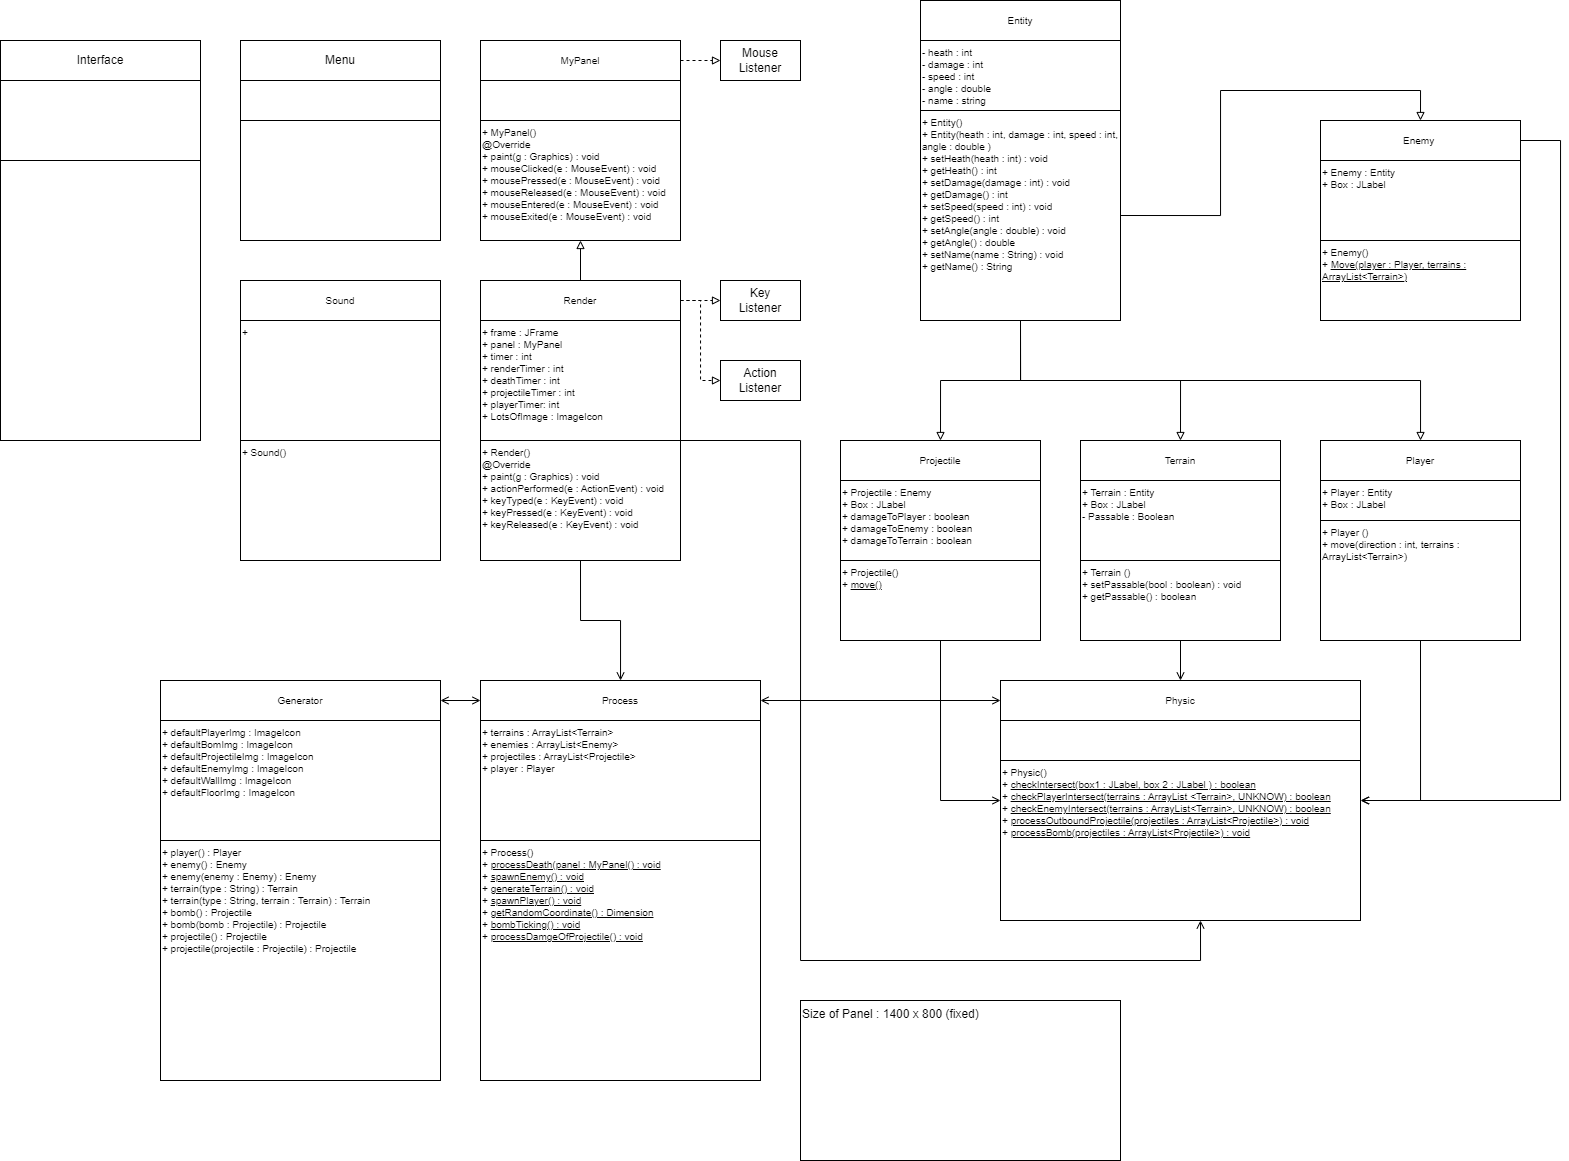 Interface
Menu
MyPanel
+ MyPanel()
@Override
+ paint(g : Graphics) : void
+ mouseClicked(e : MouseEvent) : void
+ mousePressed(e : MouseEvent) : void
+ mouseReleased(e : MouseEvent) : void
+ mouseEntered(e : MouseEvent) : void
+ mouseExited(e : MouseEvent) : void
Mouse
Listener
Entity
- heath : int
- damage : int
- speed : int
- angle : double
- name : string
+ Entity()
+ Entity(heath : int, damage : int, speed : int,
angle : double )
+ setHeath(heath : int) : void
+ getHeath() : int
+ setDamage(damage : int) : void
+ getDamage() : int
+ setSpeed(speed : int) : void
+ getSpeed() : int
+ setAngle(angle : double) : void
+ getAngle() : double
+ setName(name : String) : void
+ getName() : String
Enemy
+ Enemy : Entity
+ Box : JLabel
+ Enemy()
+ Move(player : Player, terrains :
ArrayList<Terrain>)
Sound
+
+ Sound()
Render
+ frame : JFrame
+ panel : MyPanel
+ timer : int
+ renderTimer : int
+ deathTimer : int
+ projectileTimer : int
+ playerTimer: int
+ LotsOfImage : ImageIcon
+ Render()
@Override
+ paint(g : Graphics) : void
+ actionPerformed(e : ActionEvent) : void
+ keyTyped(e : KeyEvent) : void
+ keyPressed(e : KeyEvent) : void
+ keyReleased(e : KeyEvent) : void
Key
Listener
Action
Listener
Projectile
+ Projectile : Enemy
+ Box : JLabel
+ damageToPlayer : boolean
+ damageToEnemy : boolean
+ damageToTerrain : boolean
+ Projectile()
+ move()
Terrain
+ Terrain : Entity
+ Box : JLabel
- Passable : Boolean
+ Terrain ()
+ setPassable(bool : boolean) : void
+ getPassable() : boolean
Player
+ Player : Entity
+ Box : JLabel
+ Player ()
+ move(direction : int, terrains :
ArrayList<Terrain>)
Generator
+ defaultPlayerImg : ImageIcon
+ defaultBomImg : ImageIcon
+ defaultProjectileImg : ImageIcon
+ defaultEnemyImg : ImageIcon
+ defaultWallImg : ImageIcon
+ defaultFloorImg : ImageIcon
+ player() : Player
+ enemy() : Enemy
+ enemy(enemy : Enemy) : Enemy
+ terrain(type : String) : Terrain
+ terrain(type : String, terrain : Terrain) : Terrain
+ bomb() : Projectile
+ bomb(bomb : Projectile) : Projectile
+ projectile() : Projectile
+ projectile(projectile : Projectile) : Projectile
Process
+ terrains : ArrayList<Terrain>
+ enemies : ArrayList<Enemy>
+ projectiles : ArrayList<Projectile>
+ player : Player
+ Process()
+ processDeath(panel : MyPanel() : void
+ spawnEnemy() : void
+ generateTerrain() : void
+ spawnPlayer() : void
+ getRandomCoordinate() : Dimension
+ bombTicking() : void
+ processDamgeOfProjectile() : void
Physic
+ Physic()
+ checkIntersect(box1 : JLabel, box 2 : JLabel ) : boolean
+ checkPlayerIntersect(terrains : ArrayList <Terrain>, UNKNOW) : boolean
+ checkEnemyIntersect(terrains : ArrayList<Terrain>, UNKNOW) : boolean
+ processOutboundProjectile(projectiles : ArrayList<Projectile>) : void
+ processBomb(projectiles : ArrayList<Projectile>) : void
Size of Panel : 1400 x 800 (fixed)